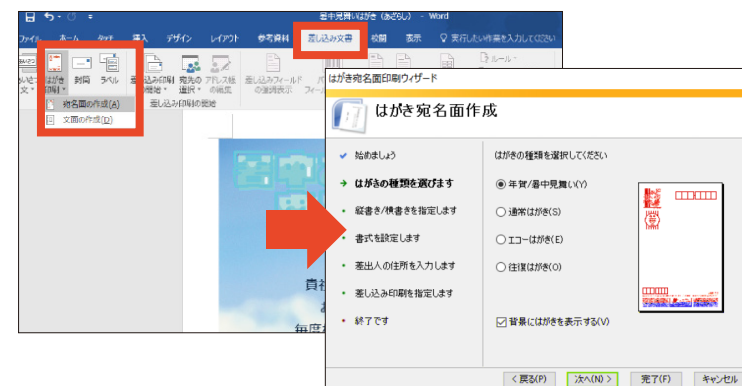 暑中見舞いはがき (あざらし) - Word
ファイル ホーム タッチ 挿入 デザイン レイアウト 参考資料 差し込み文書 校閲 表示 実行したい作業を入力してください
はがき印刷 封筒 ラベル 差し込み印刷の開始 宛先の選択 アドレス帳の編集 差し込みフィールドの強調表示 ルール
差し込み印刷の開始
宛名面の作成(A)
文面の作成(D)
暑中
貴社
毎度
はがき宛名面印刷ウィザード
はがき宛名面作成
始めましょう
はがきの種類を選びます
縦書き/横書きを指定します
書式を設定します
差出人の住所を入力します
差し込み印刷を指定します
終了です
はがきの種類を選択してください
年賀/暑中見舞い(Y)
通常はがき(S)
エコーはがき(E)
往復はがき(O)
背景にはがきを表示する(V)
< 戻る(P) 次へ(N) > 完了(F) キャンセル